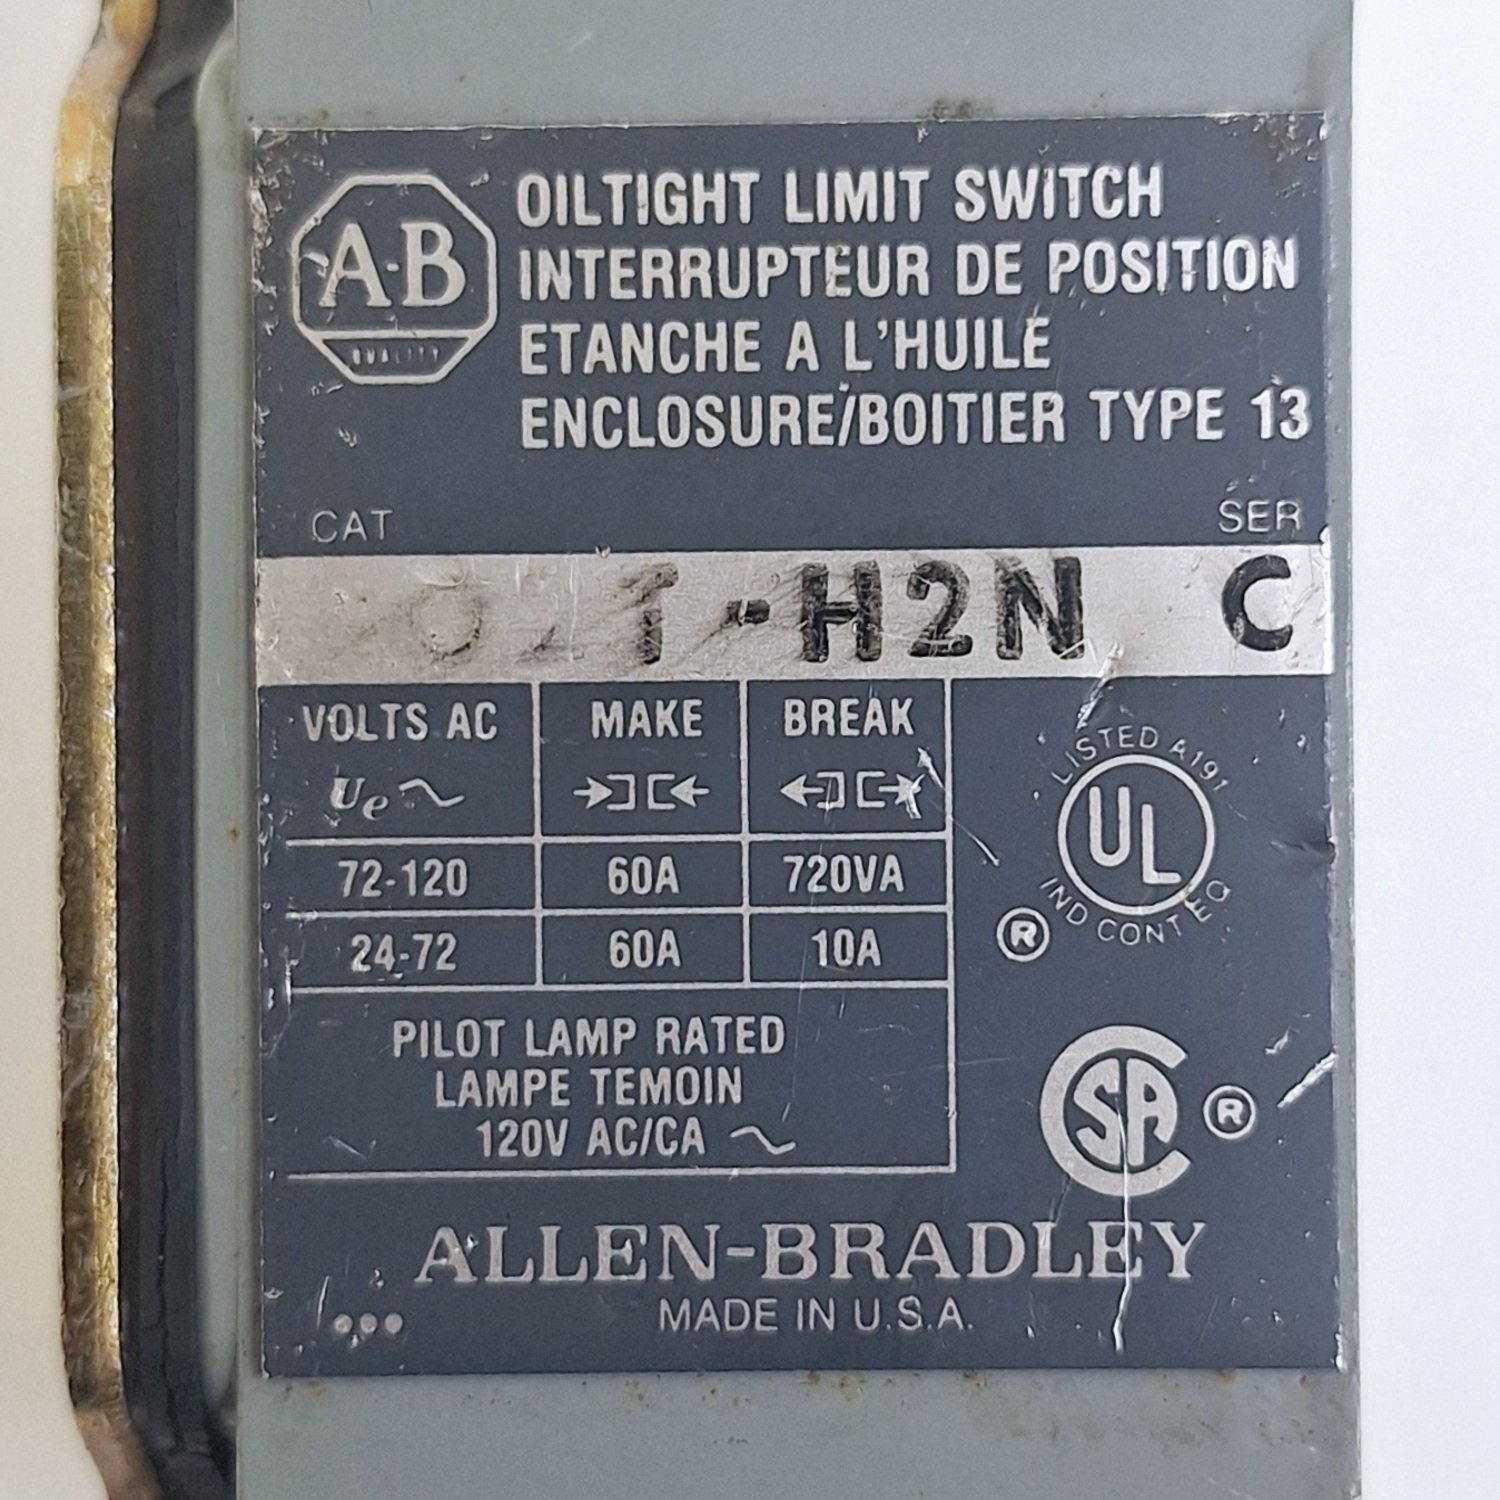 A-B
QUALITY
OILTIGHT LIMIT SWITCH
INTERRUPTEUR DE POSITION
ETANCHE A L'HUILE
ENCLOSURE/BOITIER TYPE 13
CAT
SER
T-H2N C
VOLTS AC MAKE BREAK
Ue
72-120 60A 720VA
24-72 60A 10A
PILOT LAMP RATED
LAMPE TEMOIN
120V AC/CA
LISTED A191
UL
IND CONT EQ
®
CSA ®
ALLEN-BRADLEY
MADE IN U.S.A.